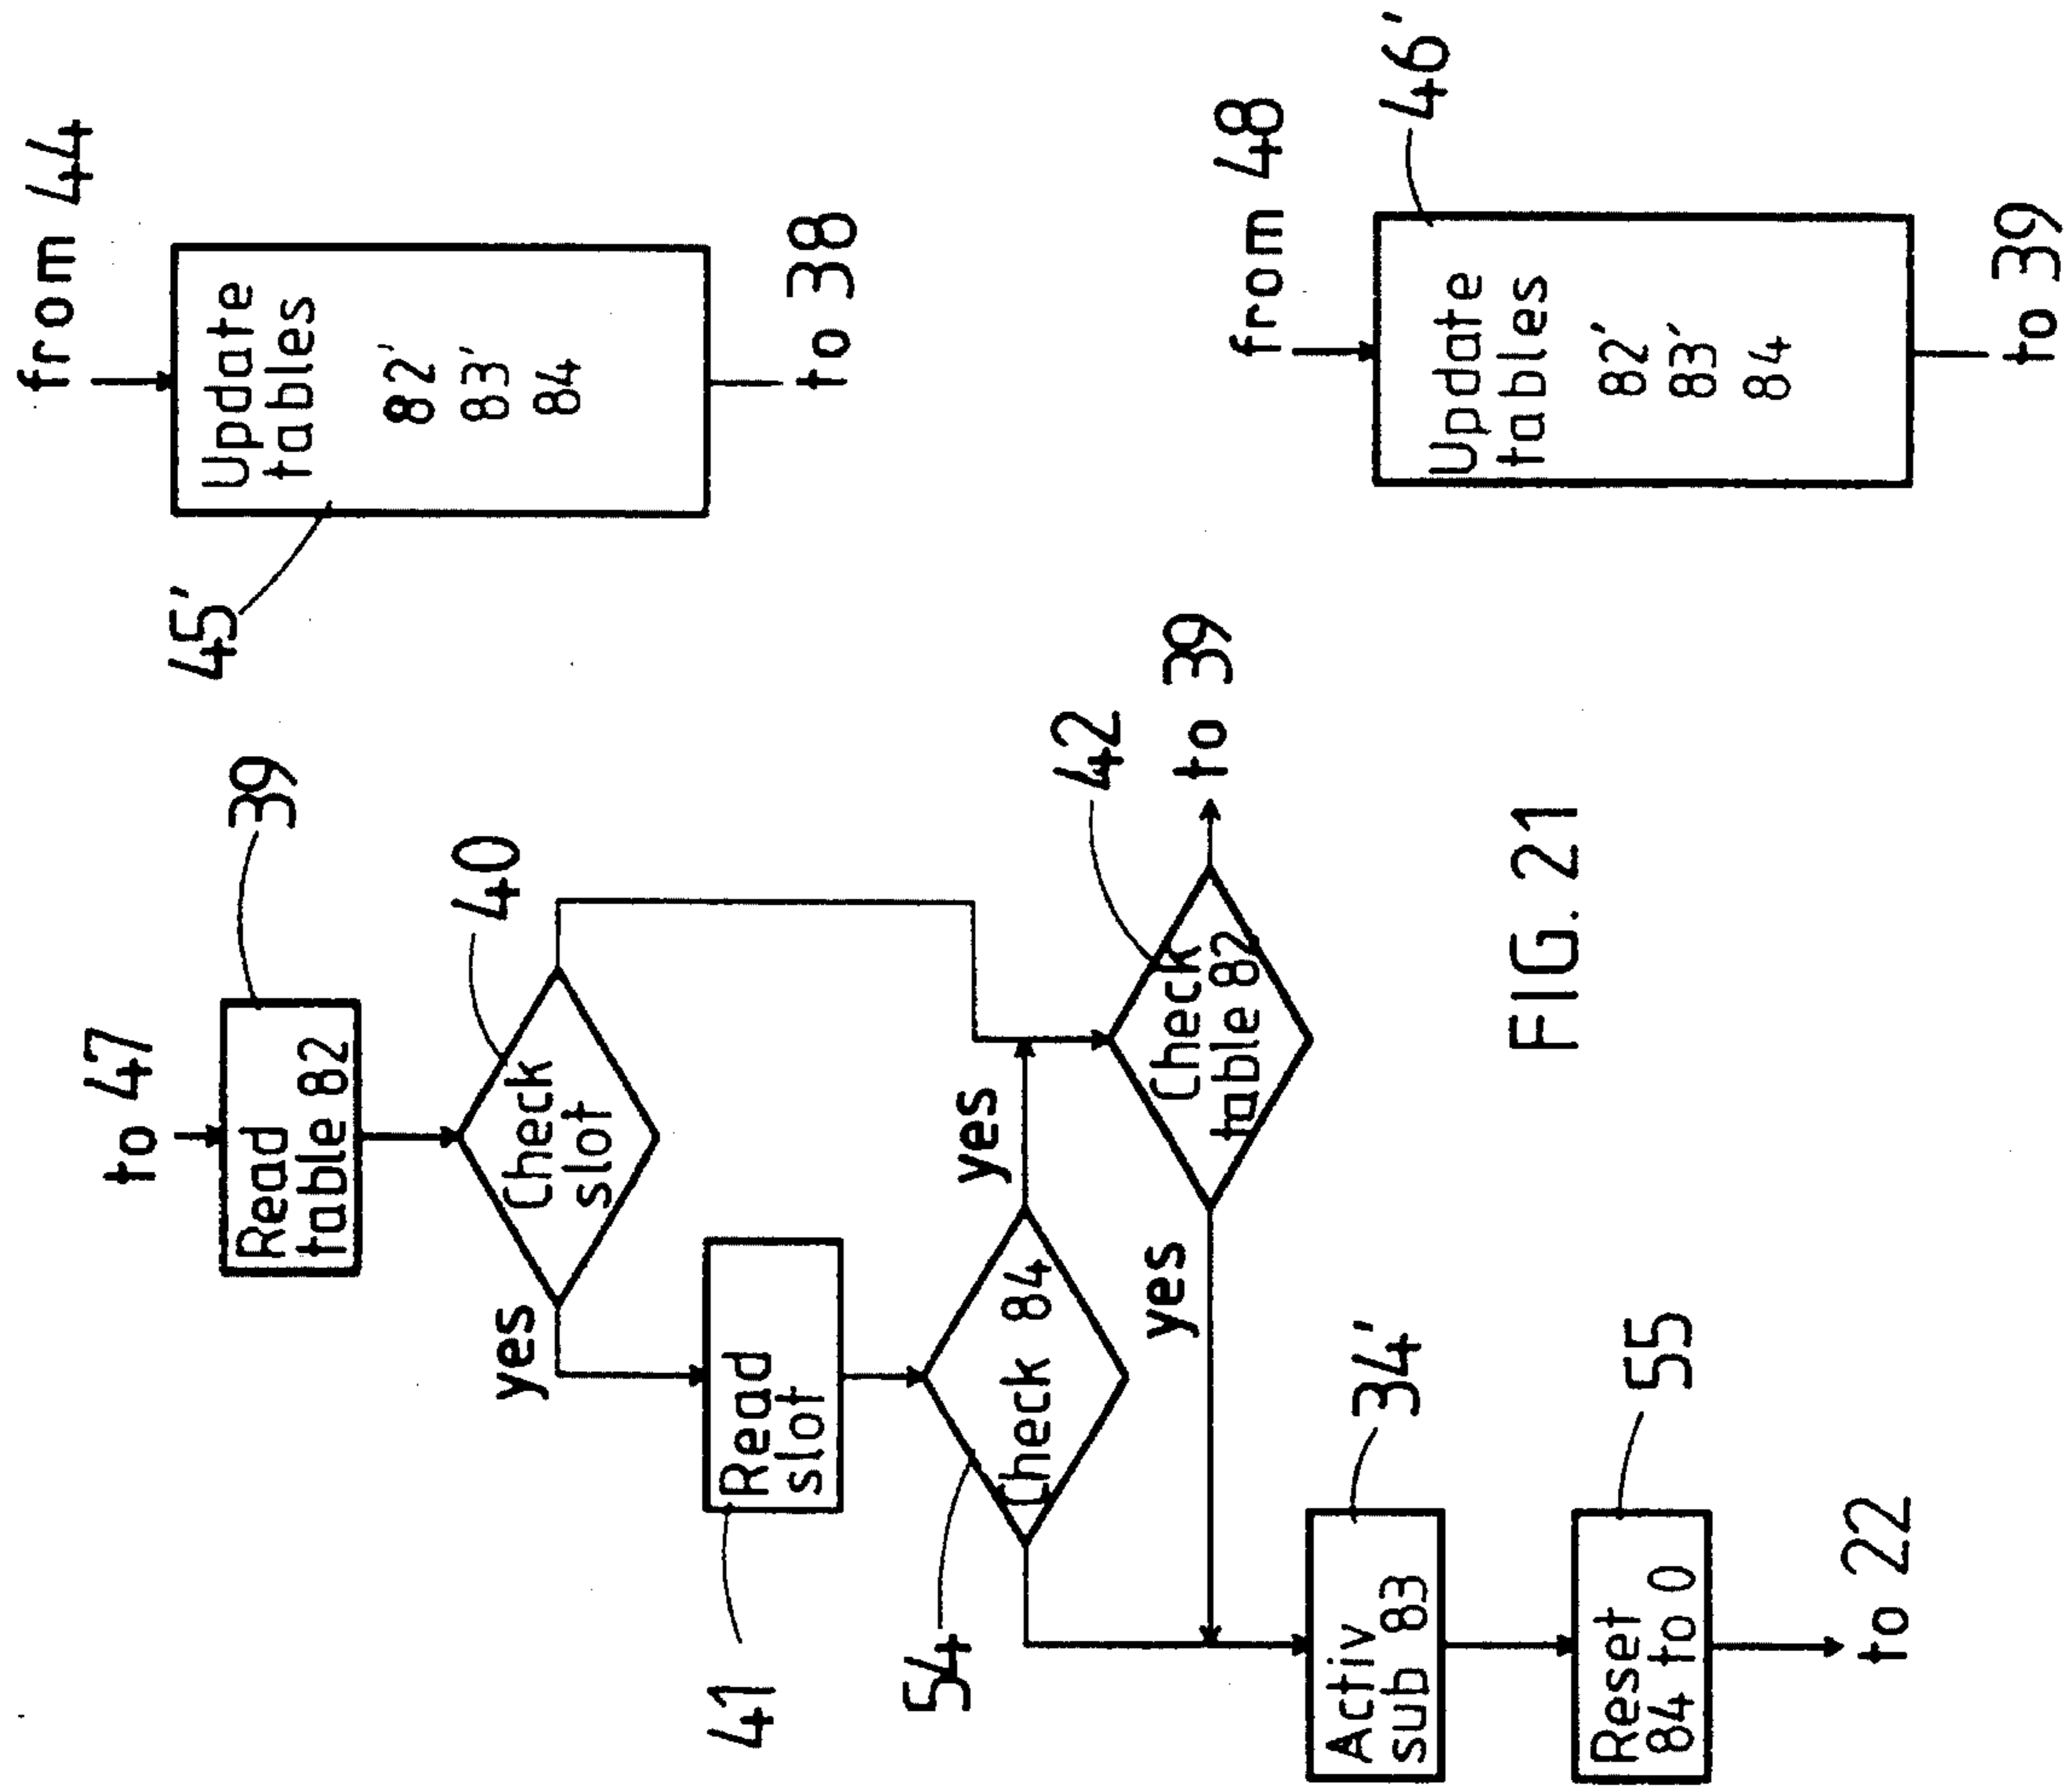 to 47
39
Read
table 82
40
Check
slot
yes
41
Read
slot
54
Check 84
yes
42
Check
table 82
to 39
yes
34'
Activ
sub 83
55
Reset
84 to 0
to 22
from 44
45'
Update
tables
82'
83'
84
to 38
from 48
46'
Update
tables
82'
83'
84
to 39
FIG. 21